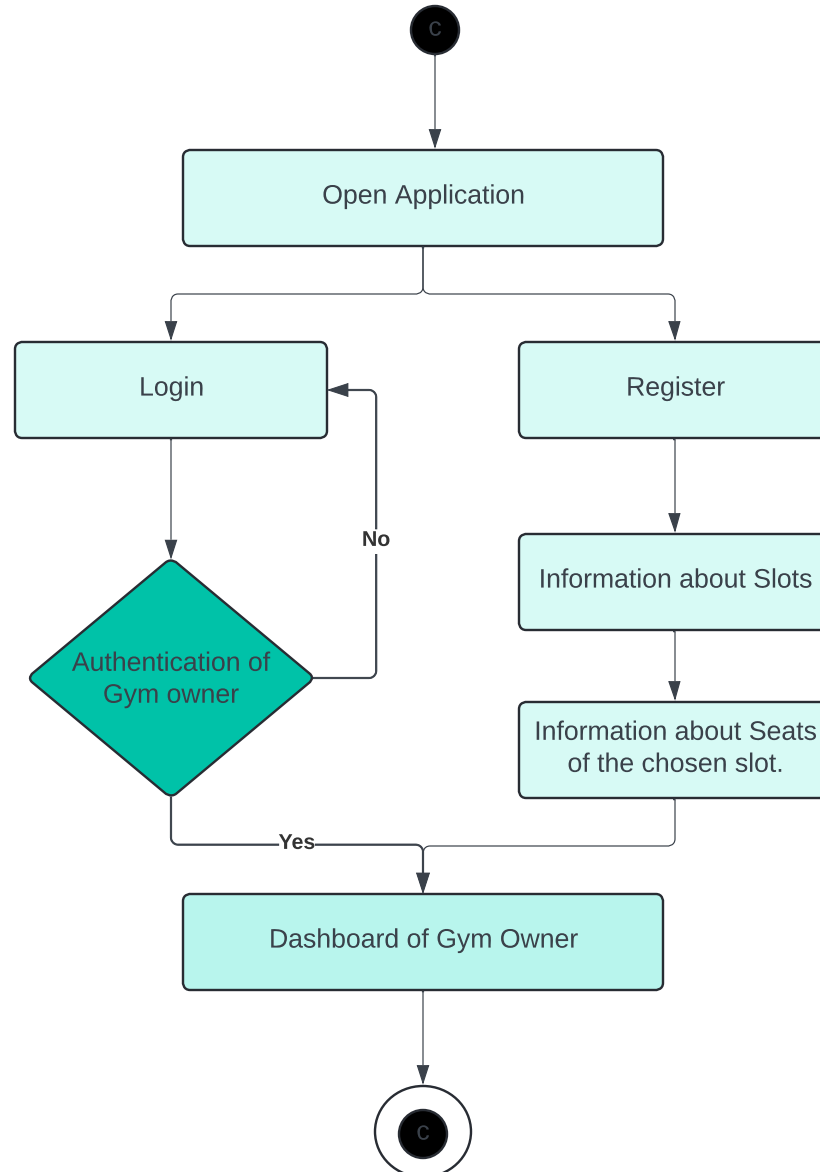 c
Open Application
Login
Register
No
Information about Slots
Authentication of
Gym owner
Information about Seats
of the chosen slot.
Yes
Dashboard of Gym Owner
c